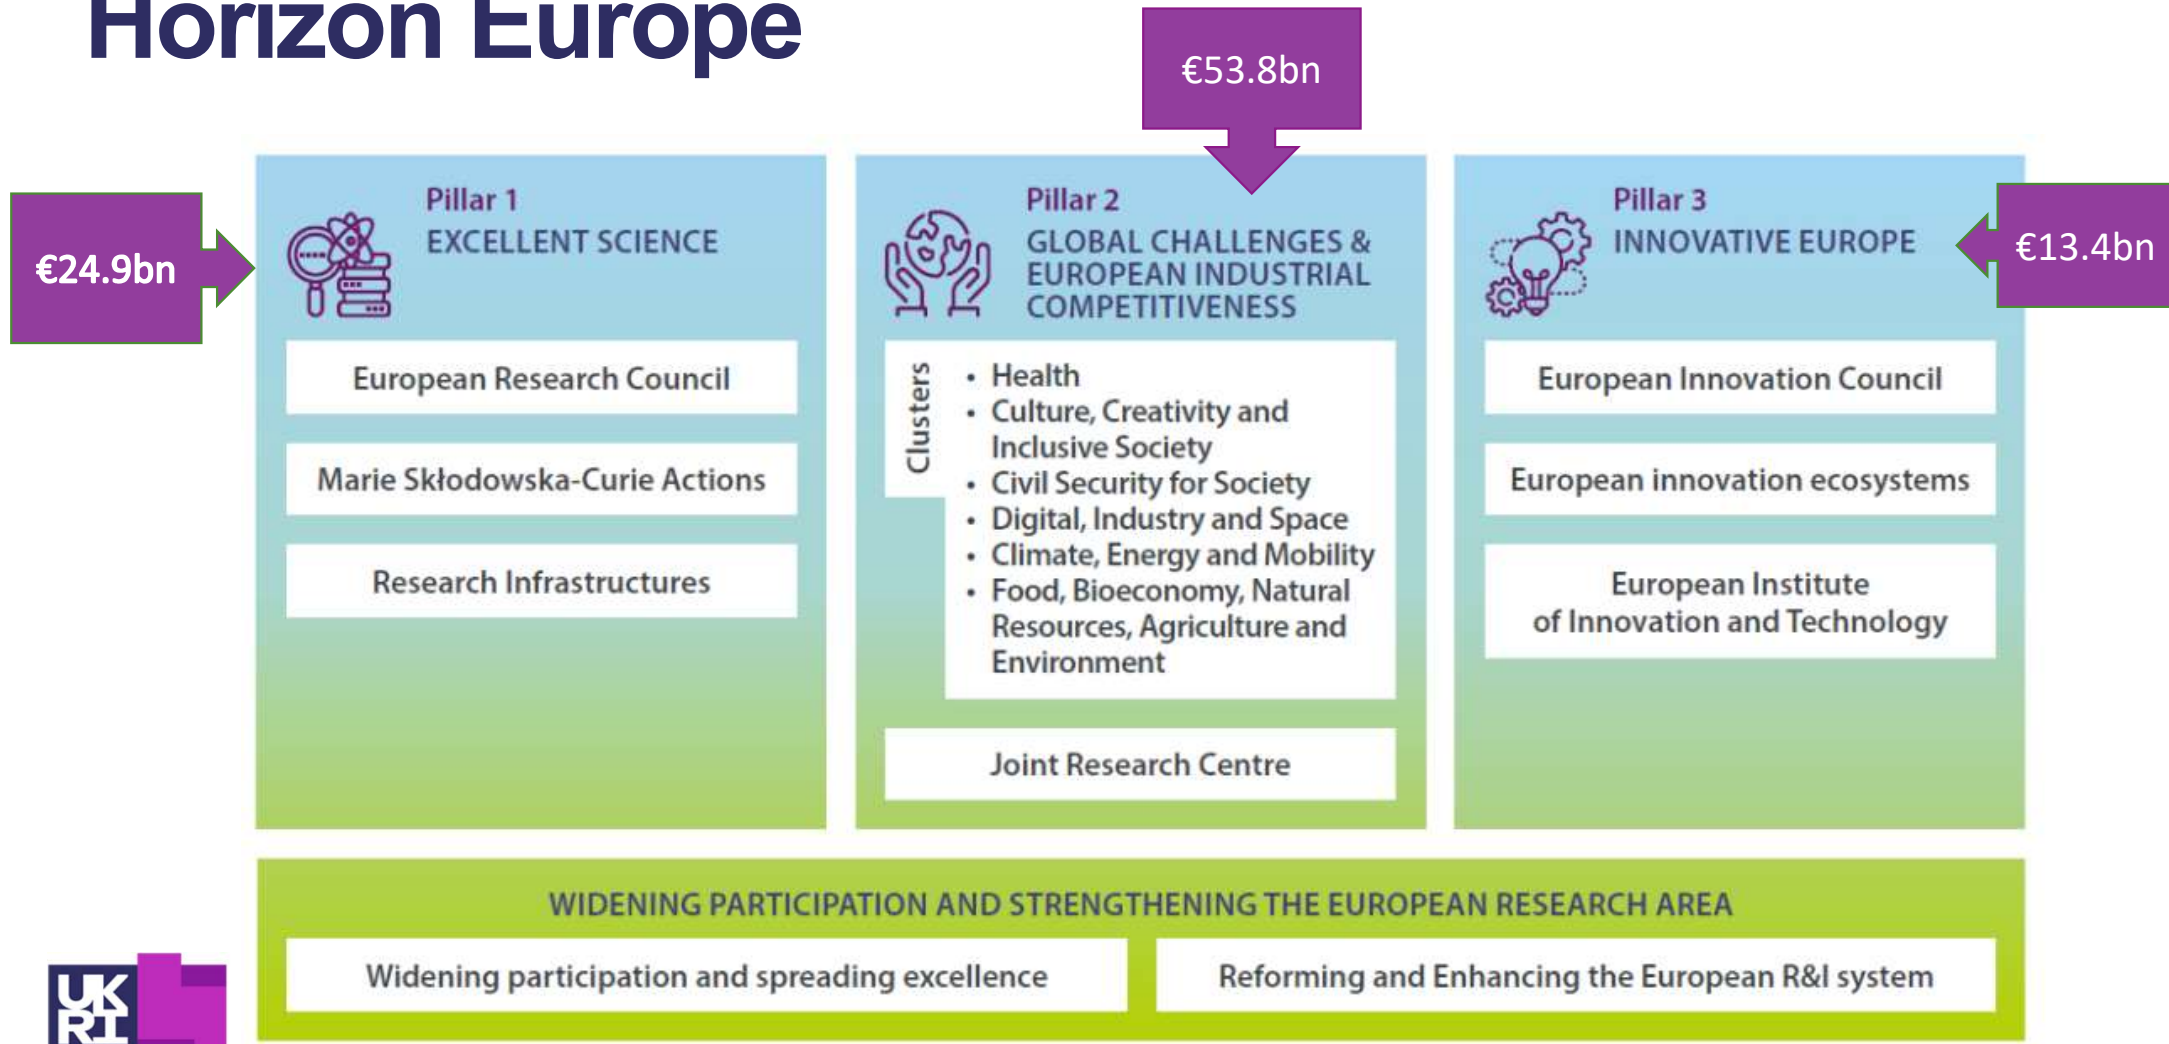 Horizon Europe
€53.8bn
€24.9bn
€13.4bn
Pillar 1
EXCELLENT SCIENCE
European Research Council
Marie Skłodowska-Curie Actions
Research Infrastructures
Pillar 2
GLOBAL CHALLENGES &
EUROPEAN INDUSTRIAL
COMPETITIVENESS
Clusters
• Health
• Culture, Creativity and
Inclusive Society
• Civil Security for Society
• Digital, Industry and Space
• Climate, Energy and Mobility
• Food, Bioeconomy, Natural
Resources, Agriculture and
Environment
Joint Research Centre
Pillar 3
INNOVATIVE EUROPE
European Innovation Council
European innovation ecosystems
European Institute
of Innovation and Technology
WIDENING PARTICIPATION AND STRENGTHENING THE EUROPEAN RESEARCH AREA
Widening participation and spreading excellence
Reforming and Enhancing the European R&I system
UK
RI